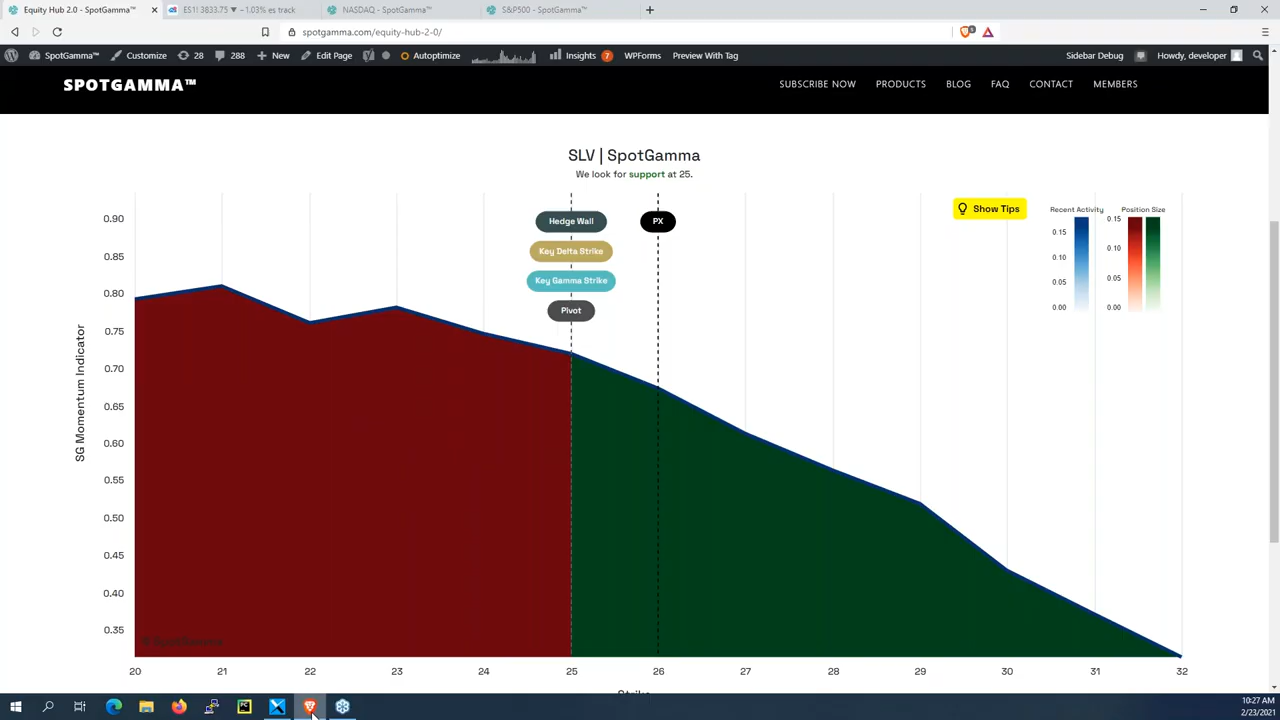 Equity Hub 2.0 - SpotGamma™
ES1! 3833.75 ▼ −1.03% es track
NASDAQ - SpotGamma™
S&P500 - SpotGamma™
spotgamma.com/equity-hub-2-0/
SpotGamma™
Customize
28
288
New
Edit Page
Autoptimize
Insights 7
WPForms
Preview With Tag
Sidebar Debug
Howdy, developer
SPOTGAMMA™
SUBSCRIBE NOW
PRODUCTS
BLOG
FAQ
CONTACT
MEMBERS
SLV | SpotGamma
We look for support at 25.
Hedge Wall
Key Delta Strike
Key Gamma Strike
Pivot
PX
Show Tips
Recent Activity
0.15
0.10
0.05
0.00
Position Size
0.15
0.10
0.05
0.00
SG Momentum Indicator
0.90
0.85
0.80
0.75
0.70
0.65
0.60
0.55
0.50
0.45
0.40
0.35
© SpotGamma
20 21 22 23 24 25 26 27 28 29 30 31 32
Strike
10:27 AM
2/23/2021